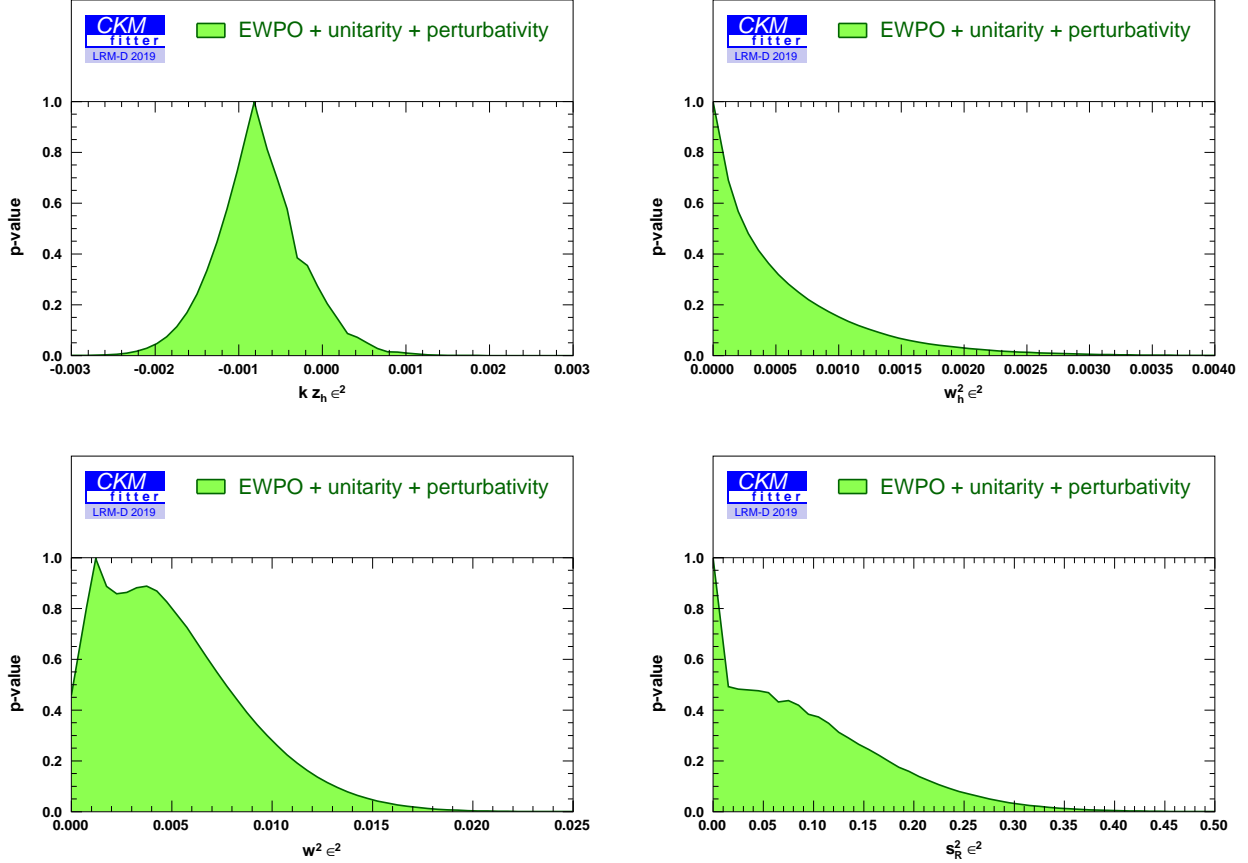 CKM
fitter
LRM-D 2019
EWPO + unitarity + perturbativity
1.0
0.8
0.6
0.4
0.2
0.0
p-value
-0.003 -0.002 -0.001 0.000 0.001 0.002 0.003
k z_h ∈²
CKM
fitter
LRM-D 2019
EWPO + unitarity + perturbativity
1.0
0.8
0.6
0.4
0.2
0.0
p-value
0.0000 0.0005 0.0010 0.0015 0.0020 0.0025 0.0030 0.0035 0.0040
w_h² ∈²
CKM
fitter
LRM-D 2019
EWPO + unitarity + perturbativity
1.0
0.8
0.6
0.4
0.2
0.0
p-value
0.000 0.005 0.010 0.015 0.020 0.025
w² ∈²
CKM
fitter
LRM-D 2019
EWPO + unitarity + perturbativity
1.0
0.8
0.6
0.4
0.2
0.0
p-value
0.00 0.05 0.10 0.15 0.20 0.25 0.30 0.35 0.40 0.45 0.50
s_R² ∈²